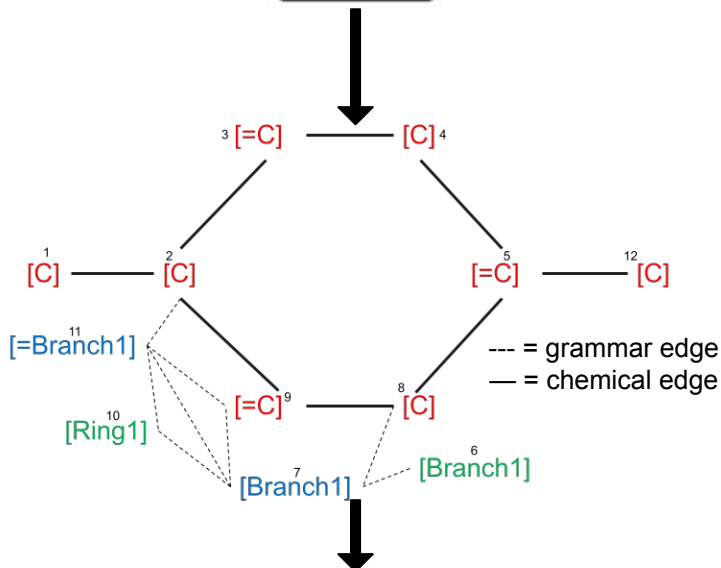 3 [=C] [C] 4
1 2 5 12
[C] [C] [=C] [C]
11
[=Branch1]
--- = grammar edge
— = chemical edge
[=C] 9 8 [C]
10
[Ring1]
6
[Branch1]
7
[Branch1]